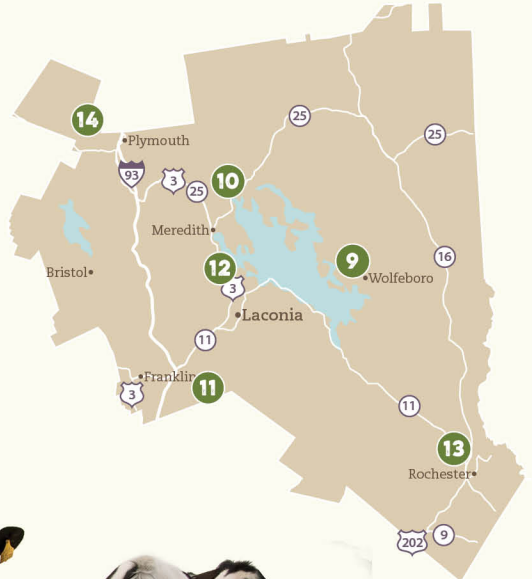 25
14
25
Plymouth
93
3
10
25
Meredith
9
16
12
Bristol
Wolfeboro
3
Laconia
11
Franklin
11
3
11
13
Rochester
202
9